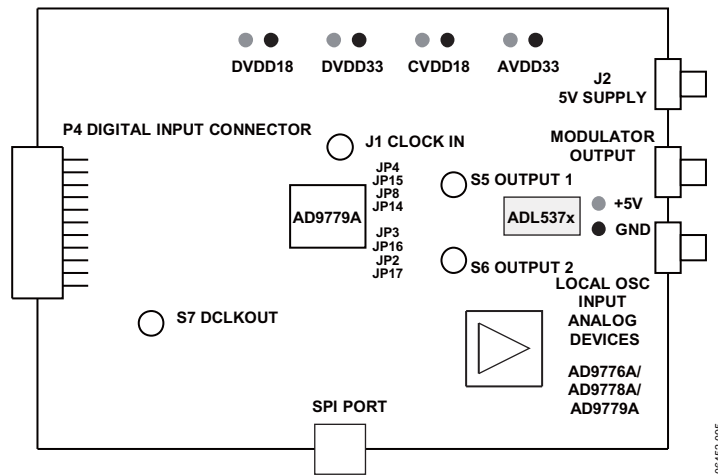 DVDD18 DVDD33 CVDD18 AVDD33
J2
5V SUPPLY
P4 DIGITAL INPUT CONNECTOR
J1 CLOCK IN
MODULATOR
OUTPUT
JP4
JP15
JP8
JP14
S5 OUTPUT 1
AD9779A
ADL537x
+5V
GND
JP3
JP16
JP2
JP17
S6 OUTPUT 2
LOCAL OSC
INPUT
ANALOG
DEVICES
S7 DCLKOUT
AD9776A/
AD9778A/
AD9779A
SPI PORT